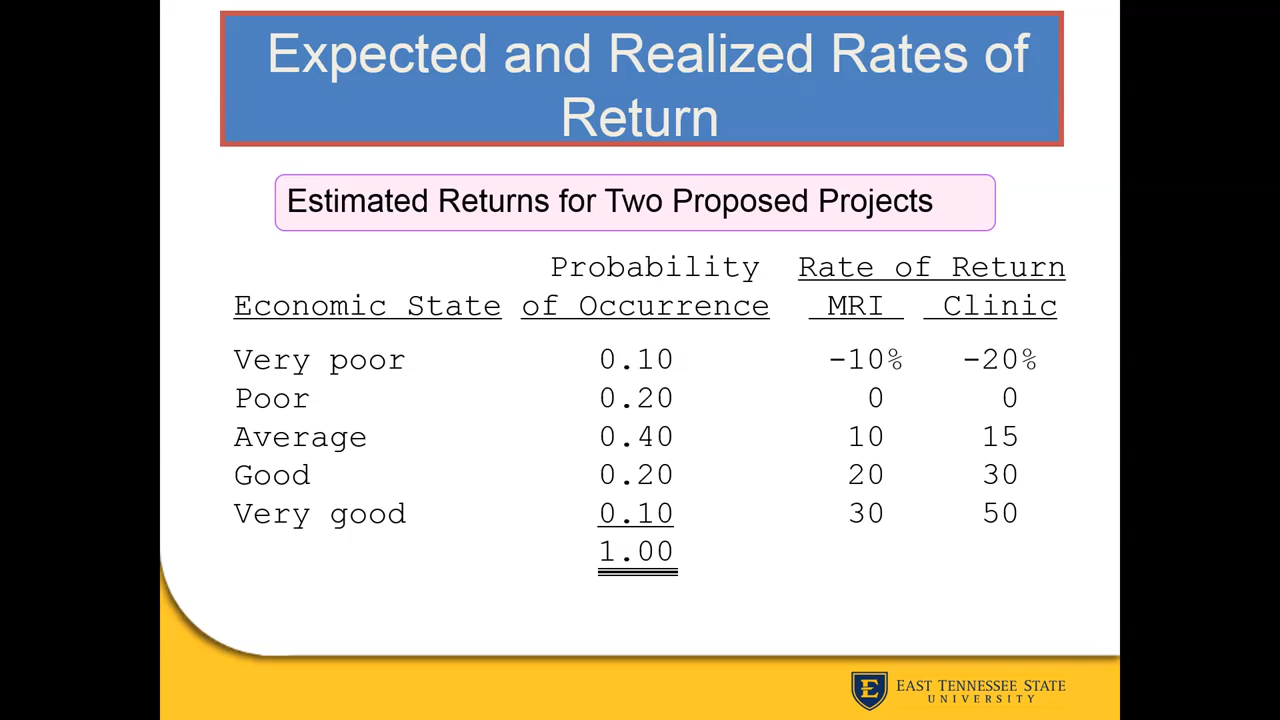 Expected and Realized Rates of
Return
Estimated Returns for Two Proposed Projects
Probability Rate of Return
Economic State of Occurrence MRI Clinic
Very poor 0.10 -10% -20%
Poor 0.20 0 0
Average 0.40 10 15
Good 0.20 20 30
Very good 0.10 30 50
1.00
E
EAST TENNESSEE STATE
UNIVERSITY